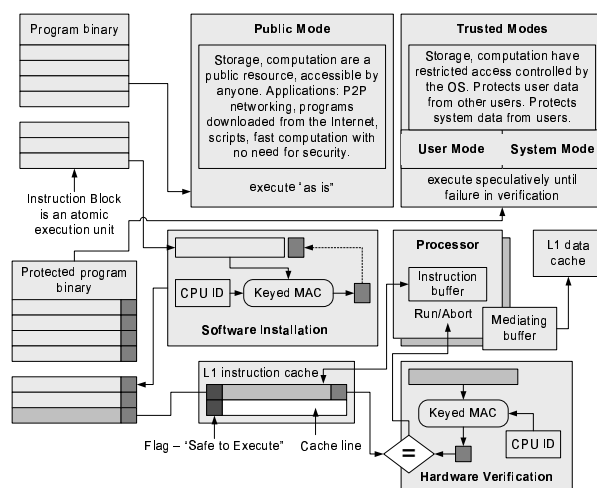 Program binary
Public Mode
Storage, computation are a
public resource, accessible by
anyone. Applications: P2P
networking, programs
downloaded from the Internet,
scripts, fast computation with
no need for security.
execute "as is"
Trusted Modes
Storage, computation have
restricted access controlled by
the OS. Protects user data
from other users. Protects
system data from users.
User Mode
System Mode
execute speculatively until
failure in verification
Instruction Block
is an atomic
execution unit
Protected program
binary
CPU ID
Keyed MAC
Software Installation
Processor
Instruction
buffer
Run/Abort
L1 data
cache
Mediating
buffer
L1 instruction cache
Flag – "Safe to Execute"
Cache line
Keyed MAC
CPU ID
=
Hardware Verification